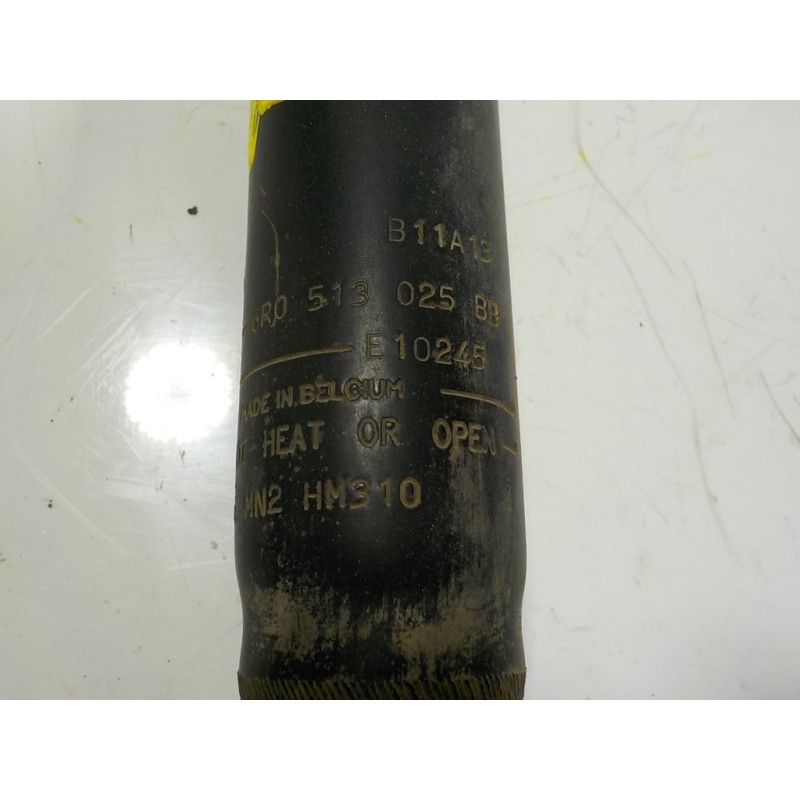 B11A13
6R0 513 025 BB
E10245
MADE IN BELGIUM
HEAT OR OPEN
MN2 HM310